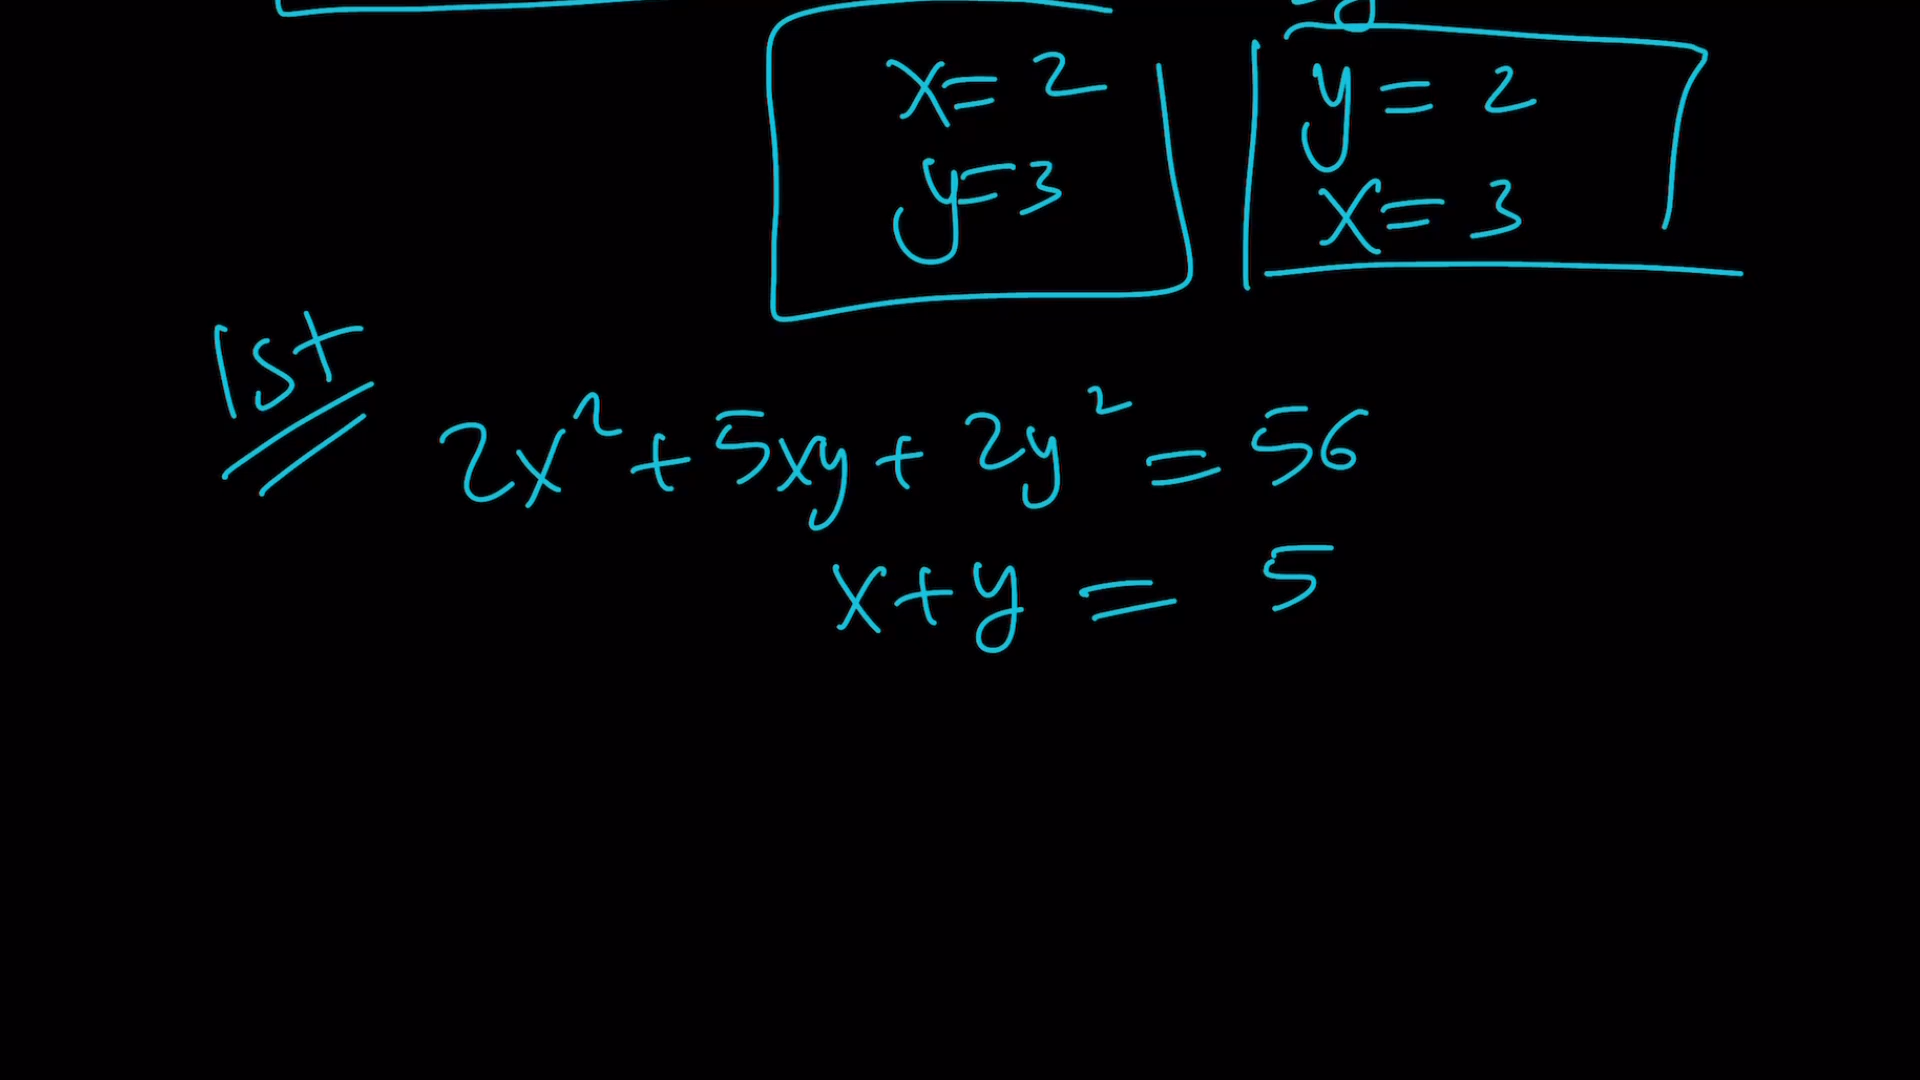 x = 2
y = 3
y = 2
x = 3
1st
2x² + 5xy + 2y² = 56
x + y = 5